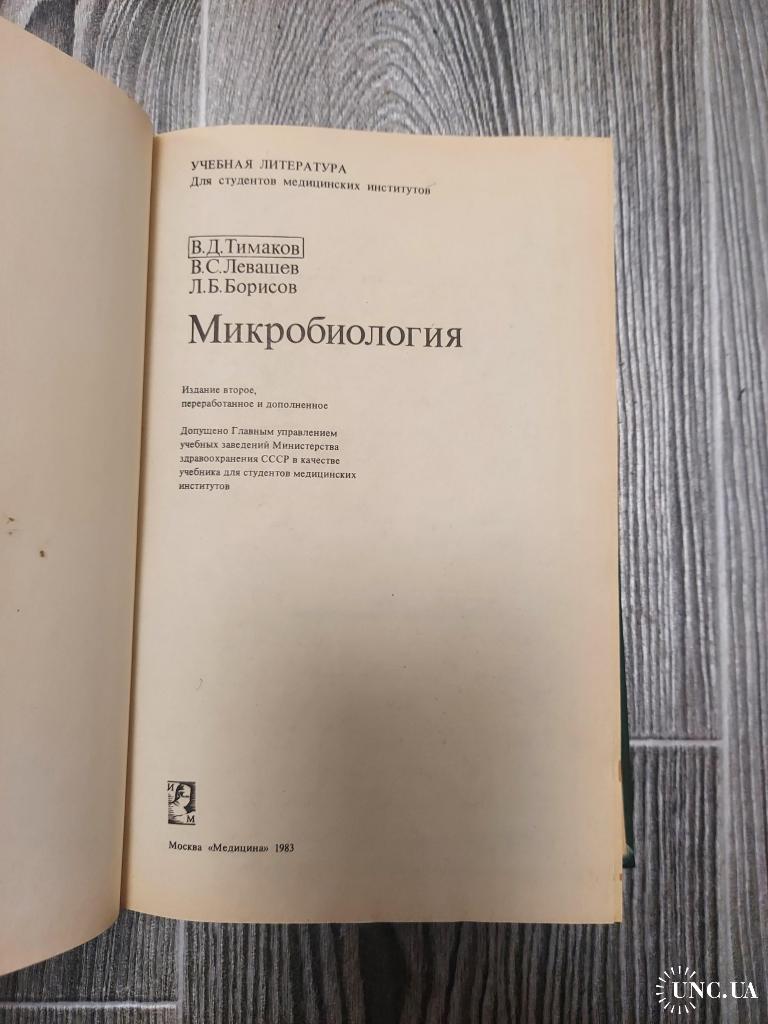 УЧЕБНАЯ ЛИТЕРАТУРА
Для студентов медицинских институтов
В.Д.Тимаков
В.С.Левашев
Л.Б.Борисов
Микробиология
Издание второе,
переработанное и дополненное
Допущено Главным управлением
учебных заведений Министерства
здравоохранения СССР в качестве
учебника для студентов медицинских
институтов
И
М
Москва «Медицина» 1983
UNC.UA